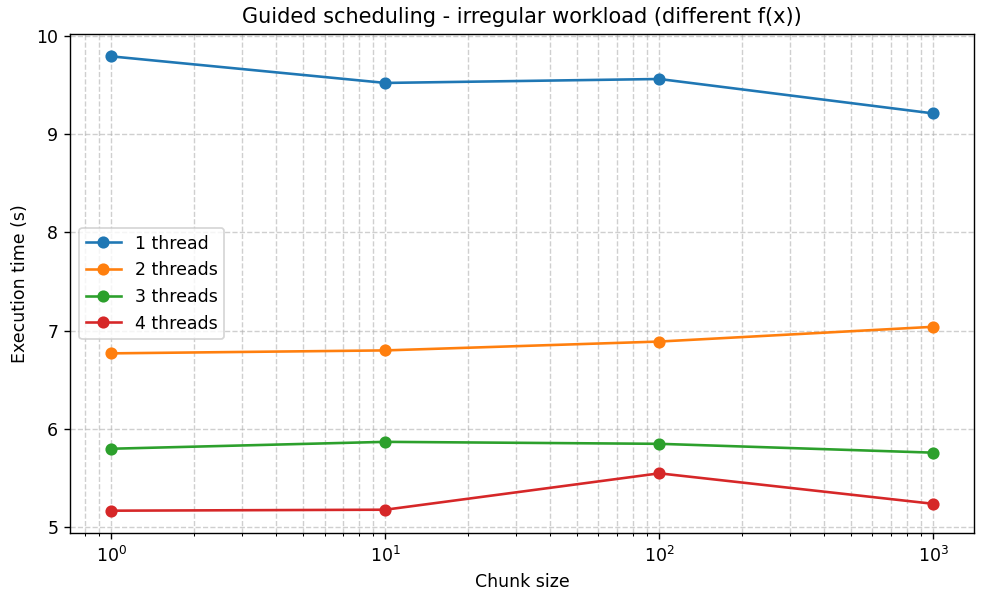 Guided scheduling - irregular workload (different f(x))
Execution time (s)
10
9
8
7
6
5
1 thread
2 threads
3 threads
4 threads
10⁰
10¹
10²
10³
Chunk size